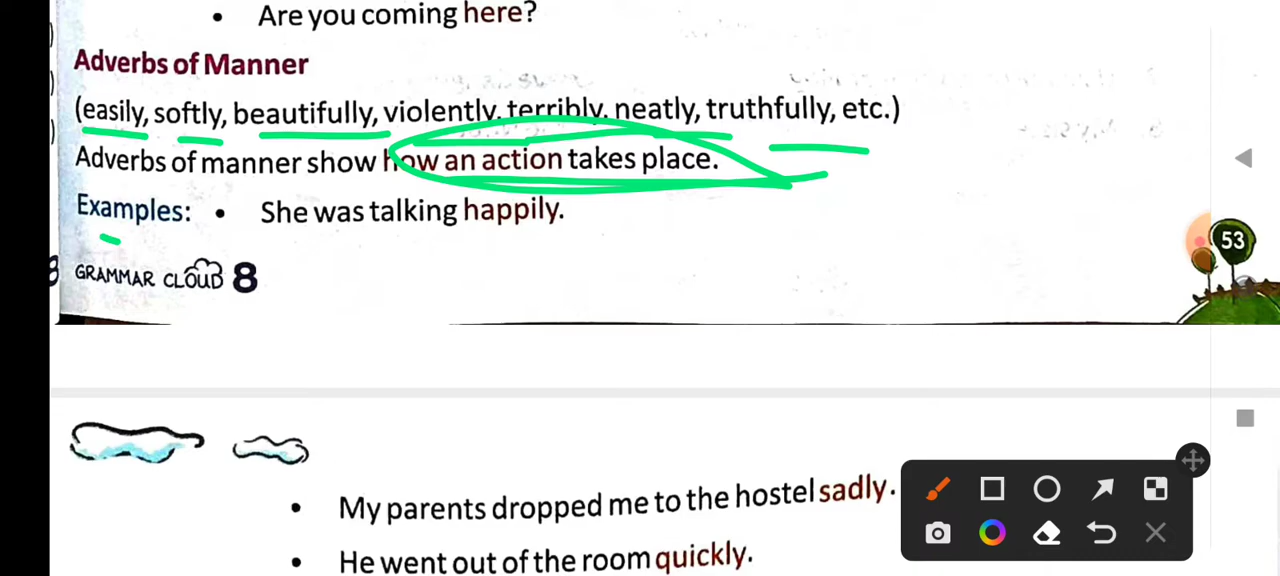 • Are you coming here?
Adverbs of Manner
(easily, softly, beautifully, violently, terribly, neatly, truthfully, etc.)
Adverbs of manner show how an action takes place.
Examples: • She was talking happily.
53
GRAMMAR CLOUD 8
• My parents dropped me to the hostel sadly.
• He went out of the room quickly.